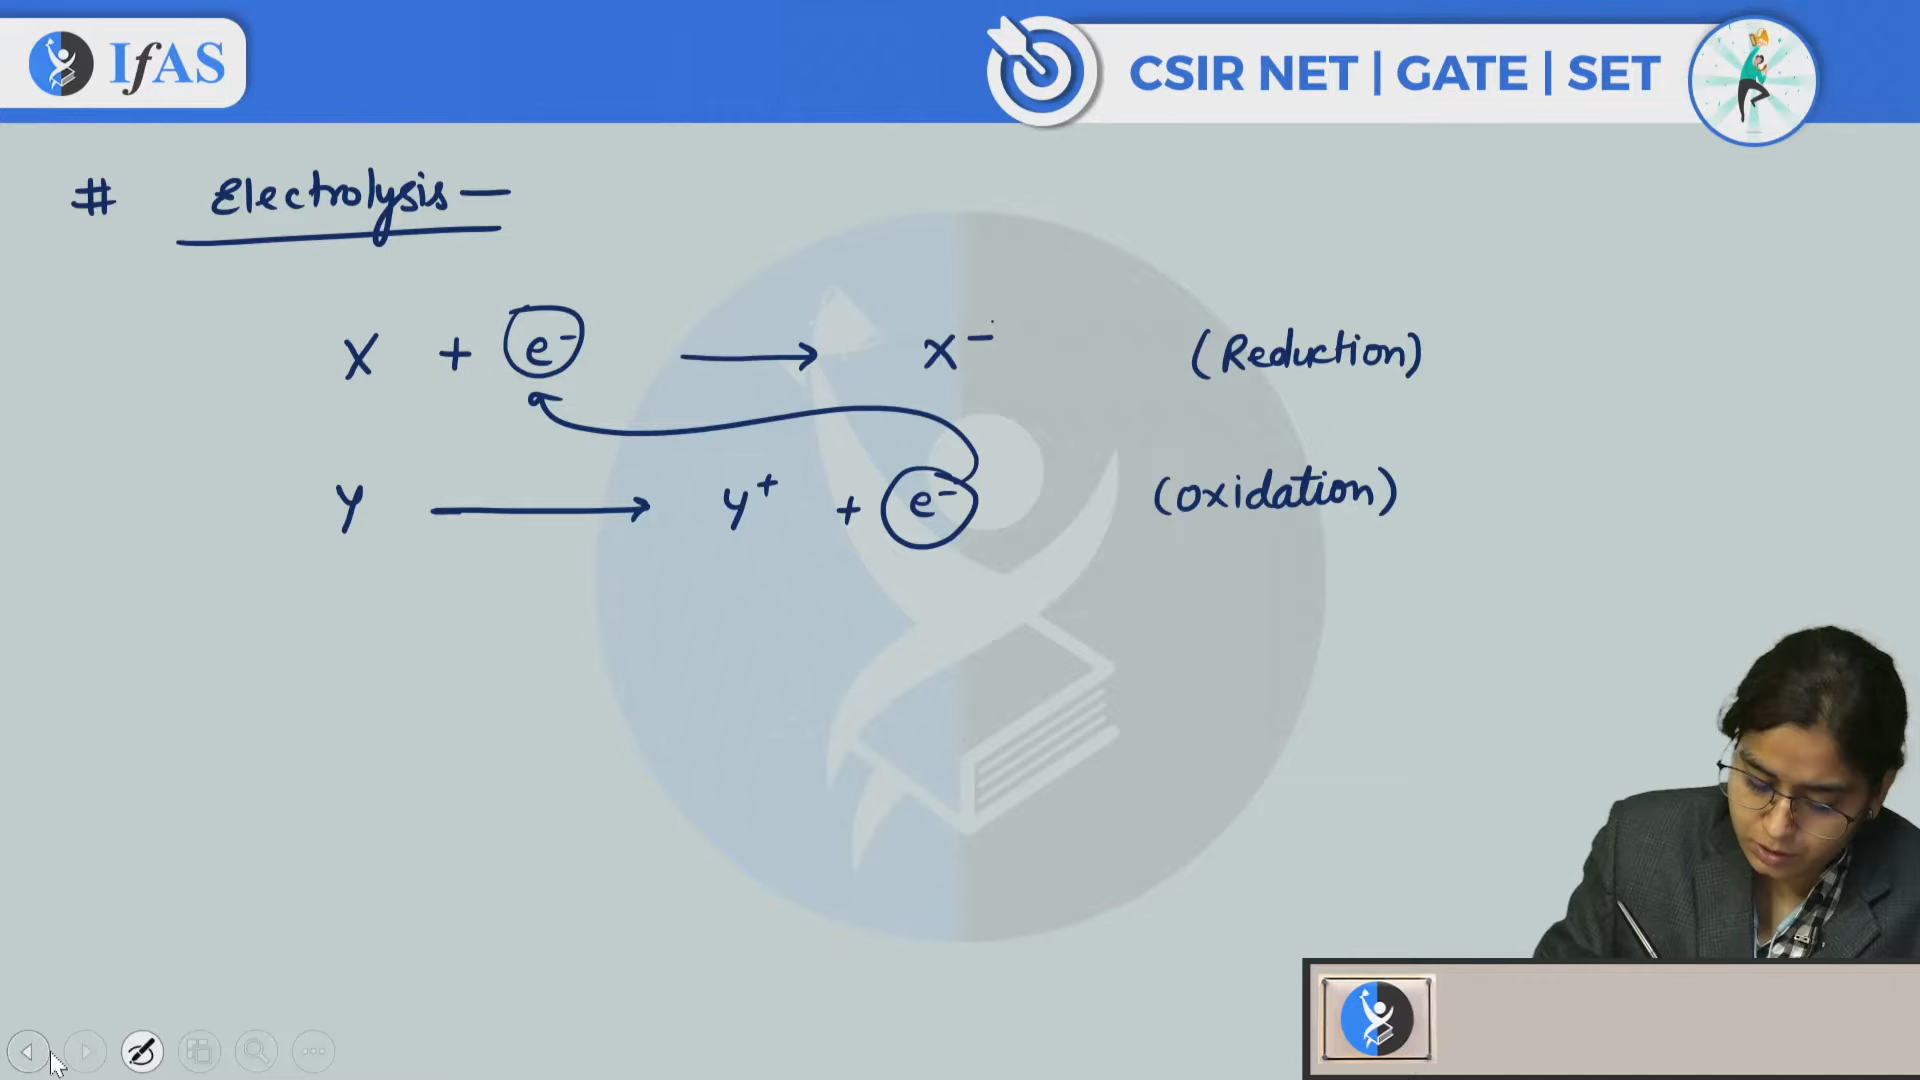 IfAS
CSIR NET | GATE | SET
# Electrolysis —
X + e⁻ → X⁻ (Reduction)
y → y⁺ + e⁻ (oxidation)